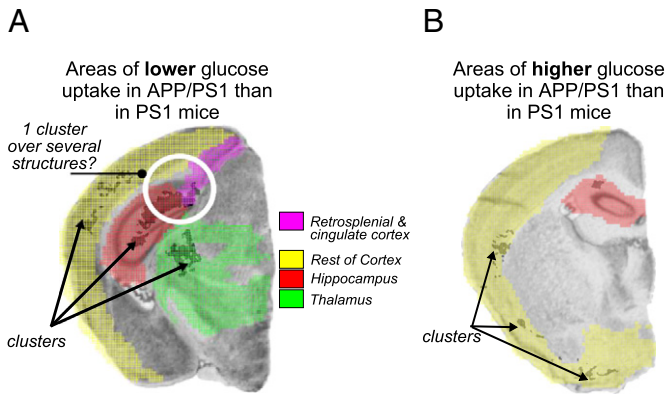 A
Areas of lower glucose
uptake in APP/PS1 than
in PS1 mice
1 cluster
over several
structures?
clusters
Retrosplenial &
cingulate cortex
Rest of Cortex
Hippocampus
Thalamus
B
Areas of higher glucose
uptake in APP/PS1 than
in PS1 mice
clusters